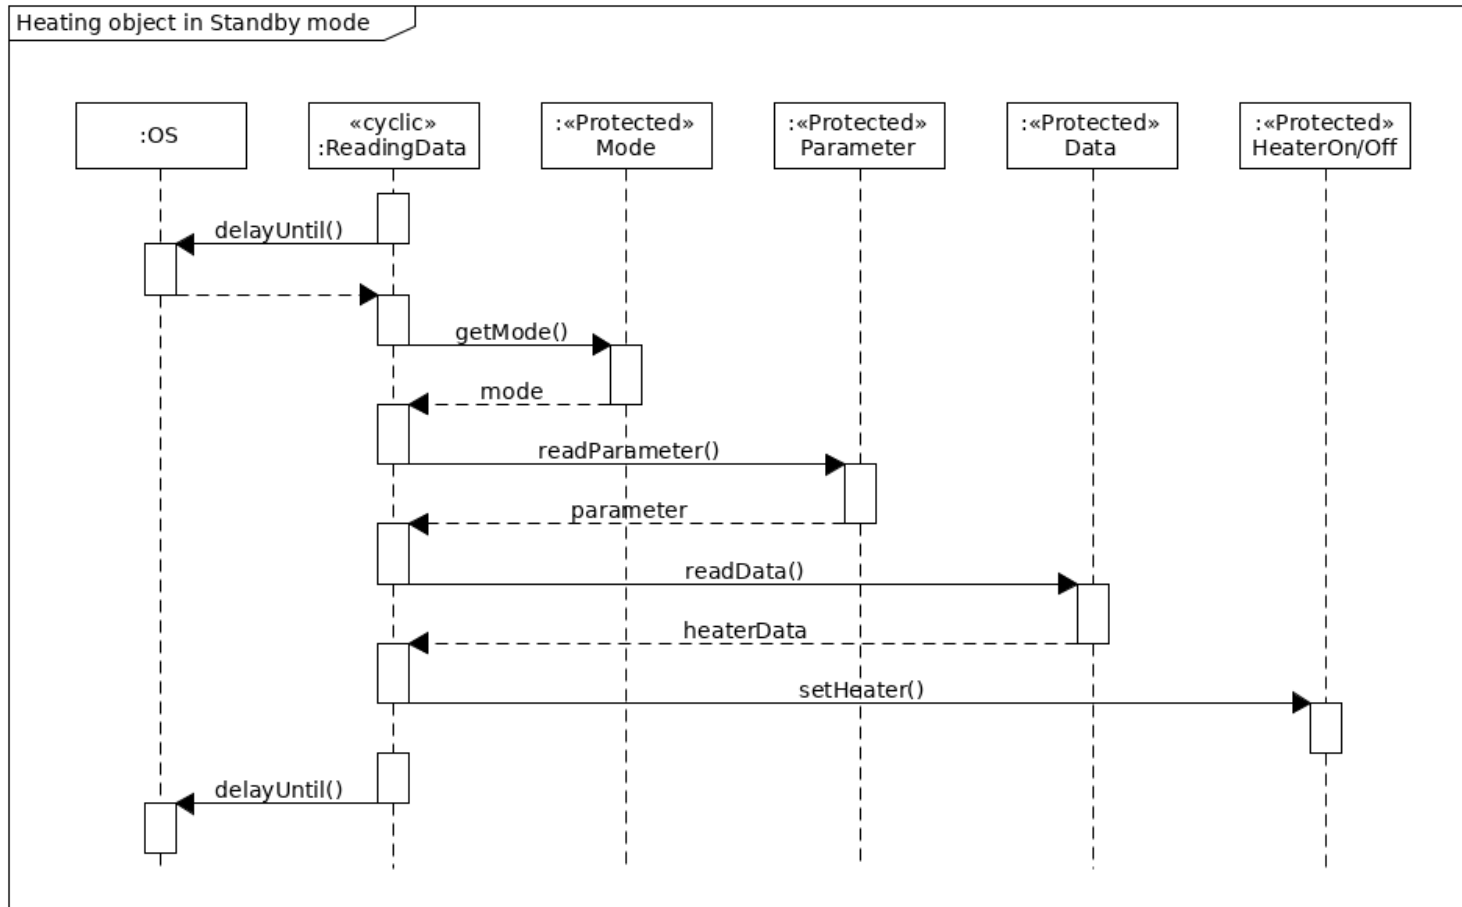 Heating object in Standby mode
:OS
«cyclic»
:ReadingData
:«Protected»
Mode
:«Protected»
Parameter
:«Protected»
Data
:«Protected»
HeaterOn/Off
delayUntil()
getMode()
mode
readParameter()
parameter
readData()
heaterData
setHeater()
delayUntil()